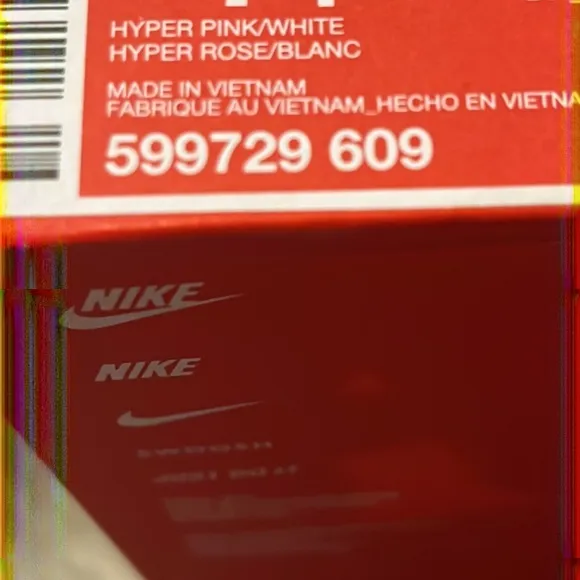 HYPER PINK/WHITE
HYPER ROSE/BLANC
MADE IN VIETNAM
FABRIQUE AU VIETNAM_HECHO EN VIETNA
599729 609
NIKE
NIKE